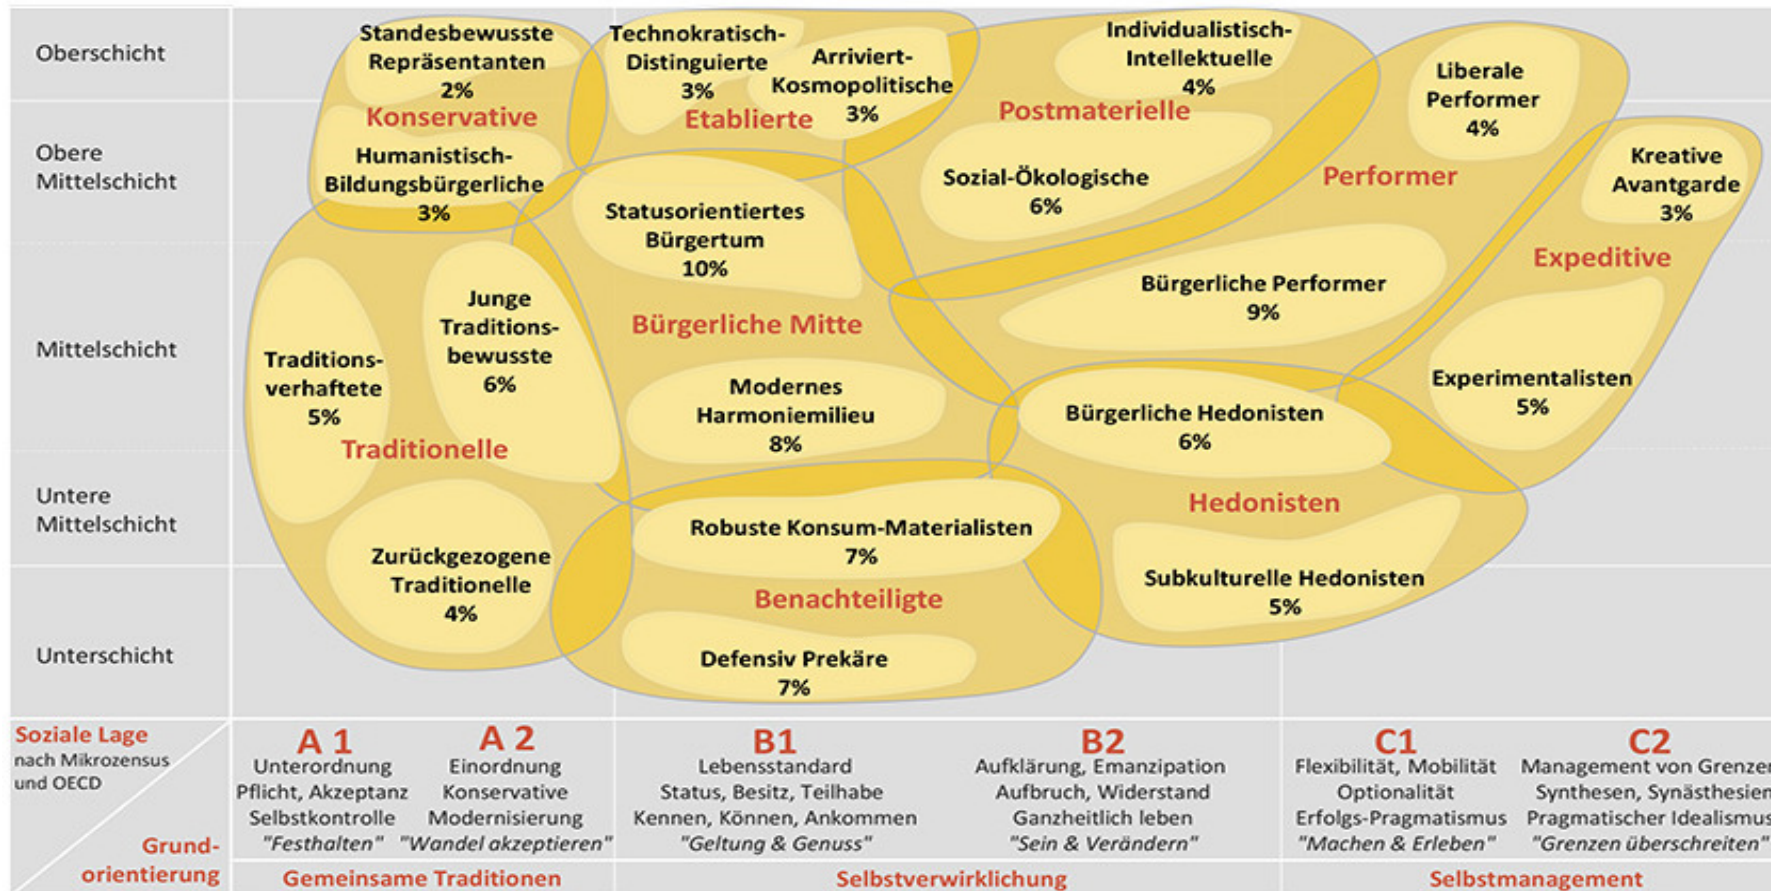 Oberschicht
Obere
Mittelschicht
Mittelschicht
Untere
Mittelschicht
Unterschicht
Standesbewusste
Repräsentanten
2%
Konservative
Humanistisch-
Bildungsbürgerliche
3%
Technokratisch-
Distinguierte
3%
Arriviert-
Kosmopolitische
3%
Etablierte
Individualistisch-
Intellektuelle
4%
Postmaterielle
Sozial-Ökologische
6%
Liberale
Performer
4%
Performer
Bürgerliche Performer
9%
Kreative
Avantgarde
3%
Expeditive
Experimentalisten
5%
Statusorientiertes
Bürgertum
10%
Bürgerliche Mitte
Modernes
Harmoniemilieu
8%
Traditions-
verhaftete
5%
Junge
Traditions-
bewusste
6%
Traditionelle
Zurückgezogene
Traditionelle
4%
Bürgerliche Hedonisten
6%
Hedonisten
Subkulturelle Hedonisten
5%
Robuste Konsum-Materialisten
7%
Benachteiligte
Defensiv Prekäre
7%
Soziale Lage
nach Mikrozensus
und OECD
Grund-
orientierung
A 1
Unterordnung
Pflicht, Akzeptanz
Selbstkontrolle
"Festhalten"
A 2
Einordnung
Konservative
Modernisierung
"Wandel akzeptieren"
B1
Lebensstandard
Status, Besitz, Teilhabe
Kennen, Können, Ankommen
"Geltung & Genuss"
B2
Aufklärung, Emanzipation
Aufbruch, Widerstand
Ganzheitlich leben
"Sein & Verändern"
C1
Flexibilität, Mobilität
Optionalität
Erfolgs-Pragmatismus
"Machen & Erleben"
C2
Management von Grenzen
Synthesen, Synästhesien
Pragmatischer Idealismus
"Grenzen überschreiten"
Gemeinsame Traditionen
Selbstverwirklichung
Selbstmanagement